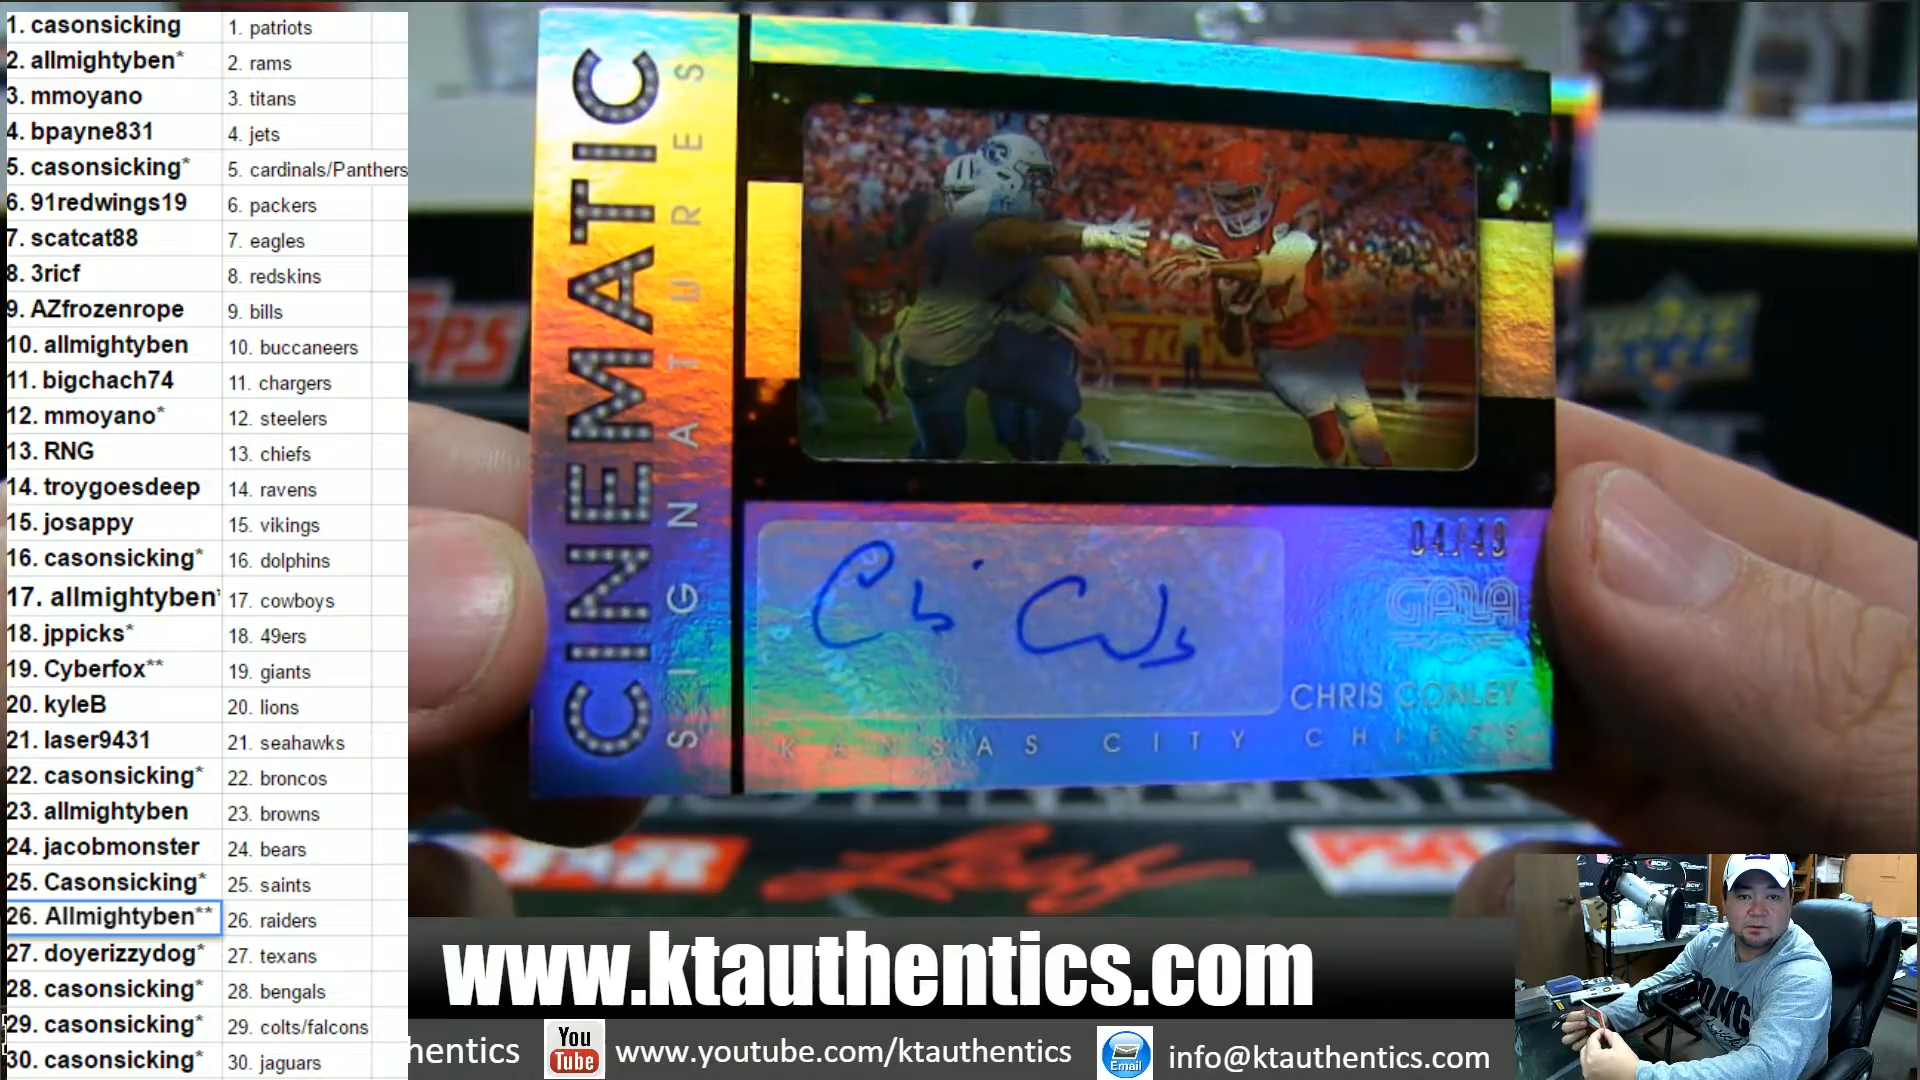 1. casonsicking 1. patriots
2. allmightyben* 2. rams
3. mmoyano 3. titans
4. bpayne831 4. jets
5. casonsicking* 5. cardinals/Panthers
6. 91redwings19 6. packers
7. scatcat88 7. eagles
8. 3ricf 8. redskins
9. AZfrozenrope 9. bills
10. allmightyben 10. buccaneers
11. bigchach74 11. chargers
12. mmoyano* 12. steelers
13. RNG 13. chiefs
14. troygoesdeep 14. ravens
15. josappy 15. vikings
16. casonsicking* 16. dolphins
17. allmightyben* 17. cowboys
18. jppicks* 18. 49ers
19. Cyberfox** 19. giants
20. kyleB 20. lions
21. laser9431 21. seahawks
22. casonsicking* 22. broncos
23. allmightyben 23. browns
24. jacobmonster 24. bears
25. Casonsicking* 25. saints
26. Allmightyben** 26. raiders
27. doyerizzydog* 27. texans
28. casonsicking* 28. bengals
29. casonsicking* 29. colts/falcons
30. casonsicking* 30. jaguars
CINEMATIC
SIGNATURES
04/49
GALA
CHRIS CONLEY
KANSAS CITY CHIEFS
www.ktauthentics.com
hentics You Tube www.youtube.com/ktauthentics Email info@ktauthentics.com